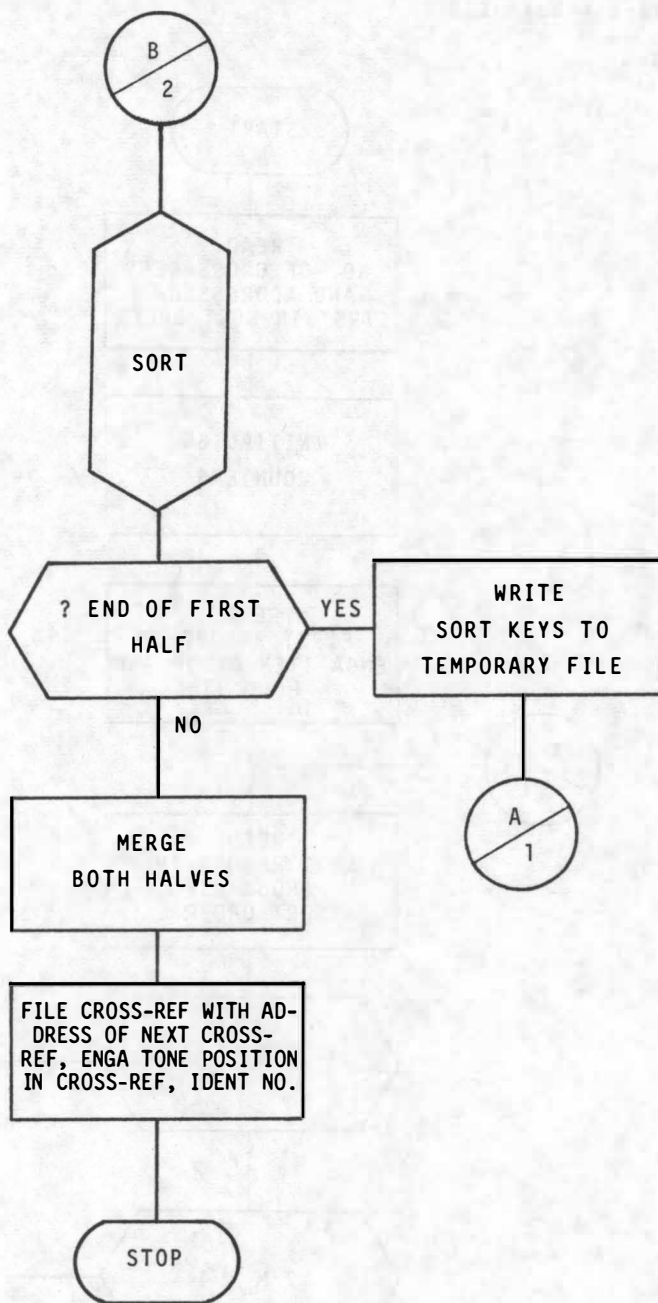 B
2
SORT
? END OF FIRST
HALF
YES
WRITE
SORT KEYS TO
TEMPORARY FILE
NO
A
1
MERGE
BOTH HALVES
FILE CROSS-REF WITH AD-
DRESS OF NEXT CROSS-
REF, ENGA TONE POSITION
IN CROSS-REF, IDENT NO.
STOP